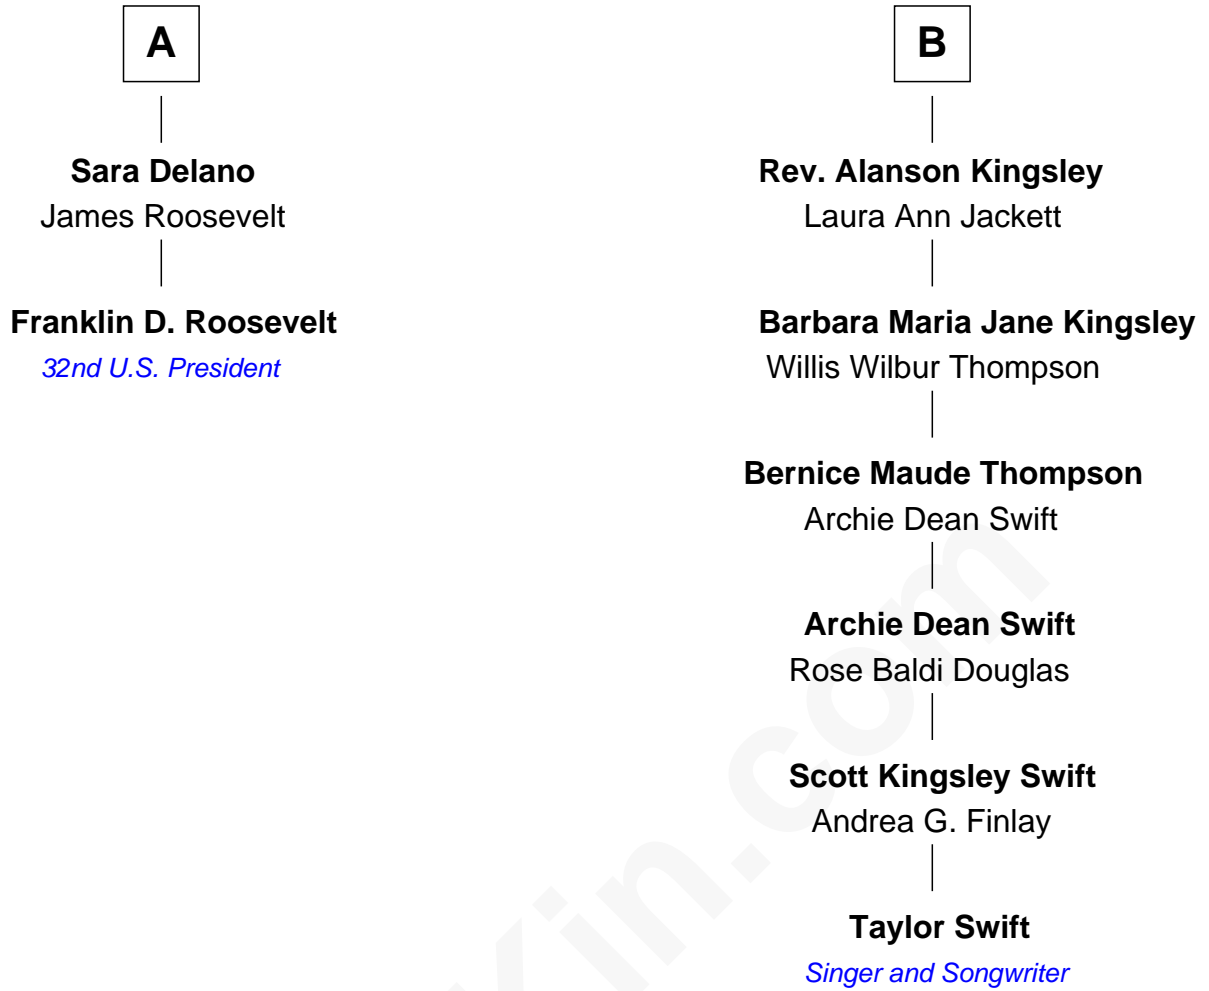 A
Sara Delano
James Roosevelt
Franklin D. Roosevelt
32nd U.S. President
B
Rev. Alanson Kingsley
Laura Ann Jackett
Barbara Maria Jane Kingsley
Willis Wilbur Thompson
Bernice Maude Thompson
Archie Dean Swift
Archie Dean Swift
Rose Baldi Douglas
Scott Kingsley Swift
Andrea G. Finlay
Taylor Swift
Singer and Songwriter